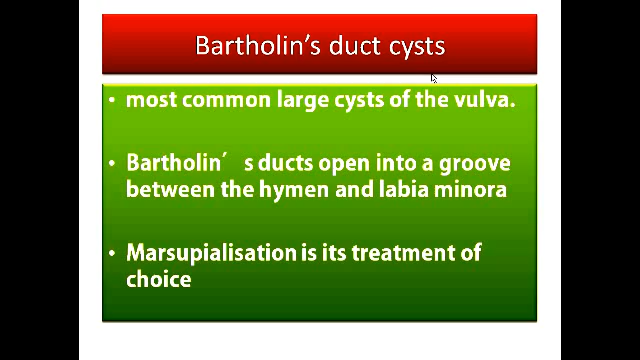 Bartholin's duct cysts
• most common large cysts of the vulva.
• Bartholin ’ s ducts open into a groove
between the hymen and labia minora
• Marsupialisation is its treatment of
choice